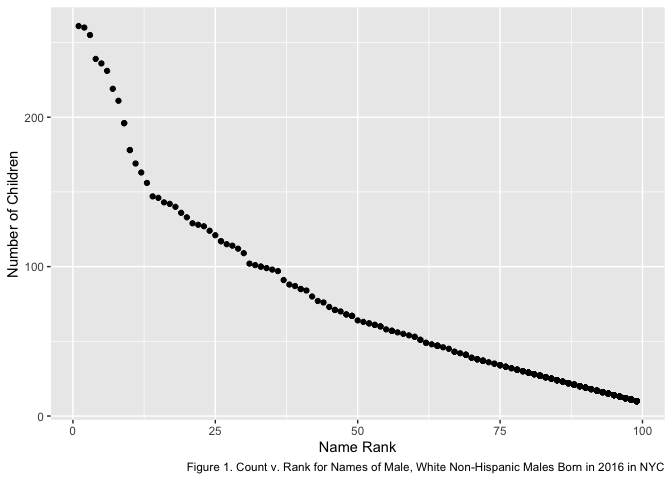 200
100
0
Number of Children
0 25 50 75 100
Name Rank
Figure 1. Count v. Rank for Names of Male, White Non-Hispanic Males Born in 2016 in NYC